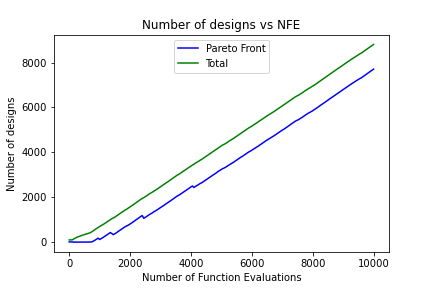 Number of designs vs NFE
Pareto Front
Total
Number of designs
8000
6000
4000
2000
0
0 2000 4000 6000 8000 10000
Number of Function Evaluations